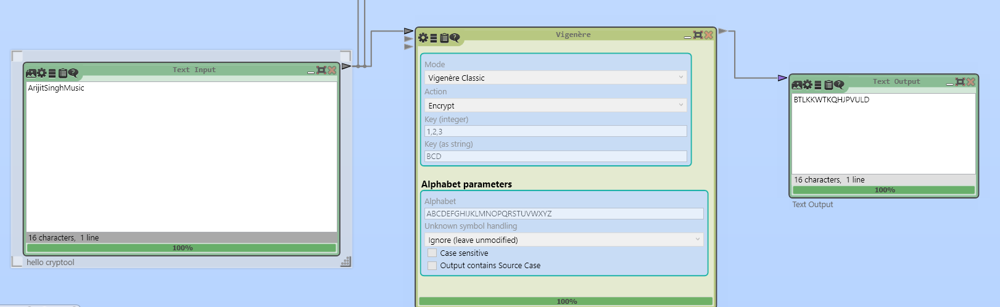 Text Input
ArijitSinghMusic
16 characters,  1 line
100%
hello cryptool
Vigenère
Mode
Vigenère Classic
Action
Encrypt
Key (integer)
1,2,3
Key (as string)
BCD
Alphabet parameters
Alphabet
ABCDEFGHIJKLMNOPQRSTUVWXYZ
Unknown symbol handling
Ignore (leave unmodified)
Case sensitive
Output contains Source Case
100%
Text Output
BTLKKWTKQHJPVULD
16 characters,  1 line
100%
Text Output